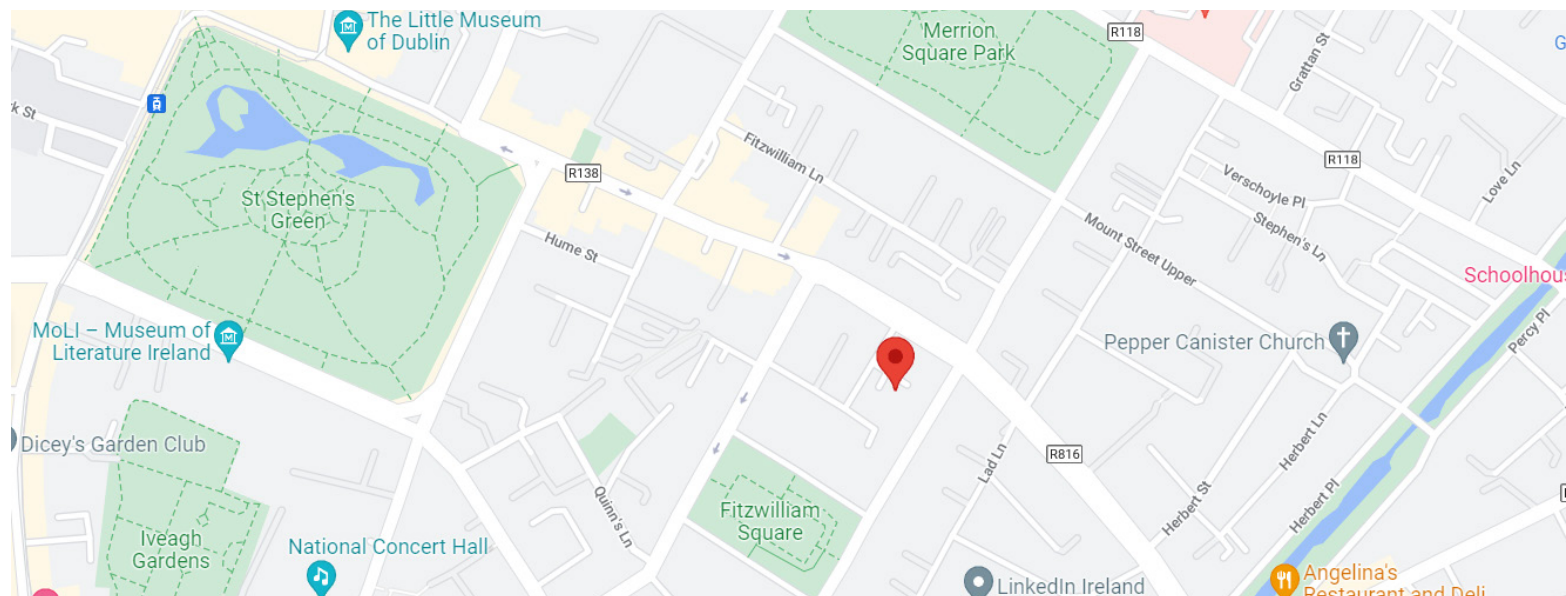 The Little Museum
of Dublin
Merrion
Square Park
R118
Grattan St
G
k St
Fitzwilliam Ln
R138
R118
Love Ln
Verschoyle Pl
St Stephen's
Green
Stephen's Ln
Mount Street Upper
Hume St
Schoolhous
MoLI – Museum of
Literature Ireland
Pepper Canister Church
Percy Pl
Dicey's Garden Club
Herbert Ln
R816
Lad Ln
Quinn's Ln
Herbert St
Herbert Pl
Fitzwilliam
Square
Iveagh
Gardens
National Concert Hall
LinkedIn Ireland
Angelina's
Restaurant and Deli